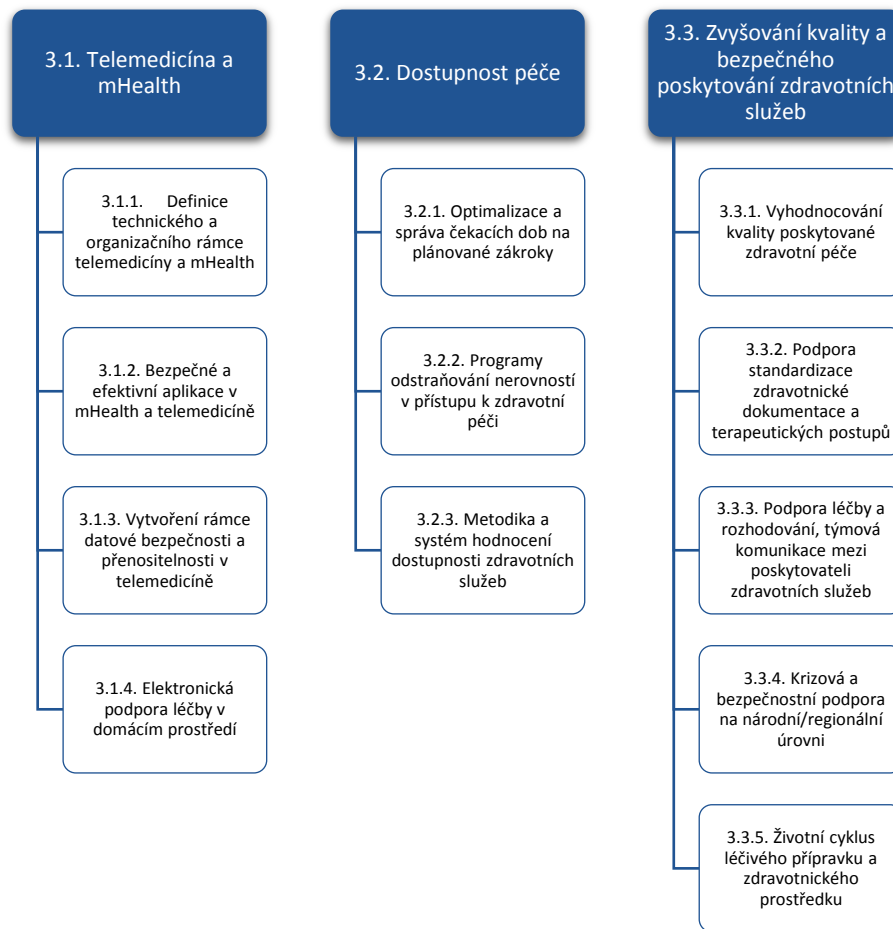 3.1. Telemedicína a
mHealth
3.1.1. Definice
technického a
organizačního rámce
telemedicíny a mHealth
3.1.2. Bezpečné a
efektivní aplikace v
mHealth a telemedicíně
3.1.3. Vytvoření rámce
datové bezpečnosti a
přenositelnosti v
telemedicíně
3.1.4. Elektronická
podpora léčby v
domácím prostředí
3.2. Dostupnost péče
3.2.1. Optimalizace a
správa čekacích dob na
plánované zákroky
3.2.2. Programy
odstraňování nerovností
v přístupu k zdravotní
péči
3.2.3. Metodika a
systém hodnocení
dostupnosti zdravotních
služeb
3.3. Zvyšování kvality a
bezpečného
poskytování zdravotních
služeb
3.3.1. Vyhodnocování
kvality poskytované
zdravotní péče
3.3.2. Podpora
standardizace
zdravotnické
dokumentace a
terapeutických postupů
3.3.3. Podpora léčby a
rozhodování, týmová
komunikace mezi
poskytovateli
zdravotních služeb
3.3.4. Krizová a
bezpečnostní podpora
na národní/regionální
úrovni
3.3.5. Životní cyklus
léčivého přípravku a
zdravotnického
prostředku